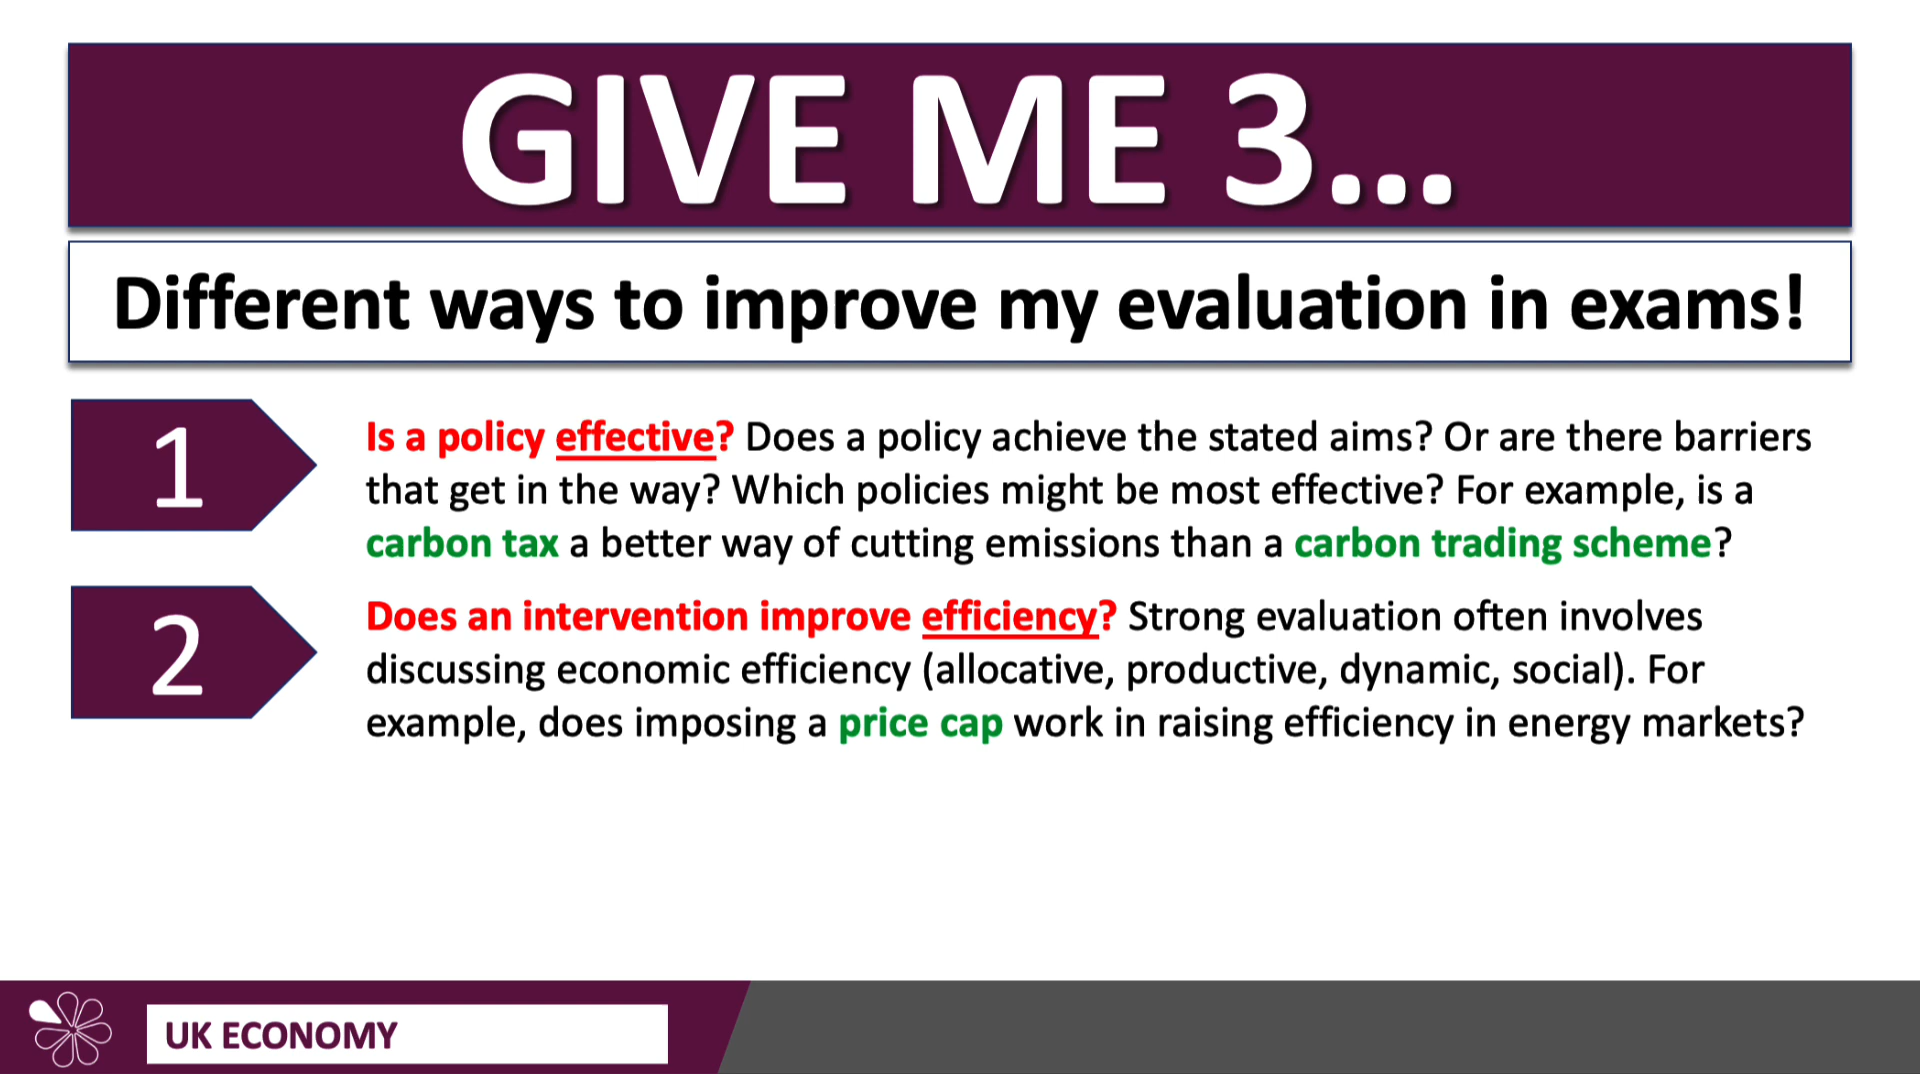 GIVE ME 3...
Different ways to improve my evaluation in exams!
1
Is a policy effective? Does a policy achieve the stated aims? Or are there barriers
that get in the way? Which policies might be most effective? For example, is a
carbon tax a better way of cutting emissions than a carbon trading scheme?
2
Does an intervention improve efficiency? Strong evaluation often involves
discussing economic efficiency (allocative, productive, dynamic, social). For
example, does imposing a price cap work in raising efficiency in energy markets?
UK ECONOMY